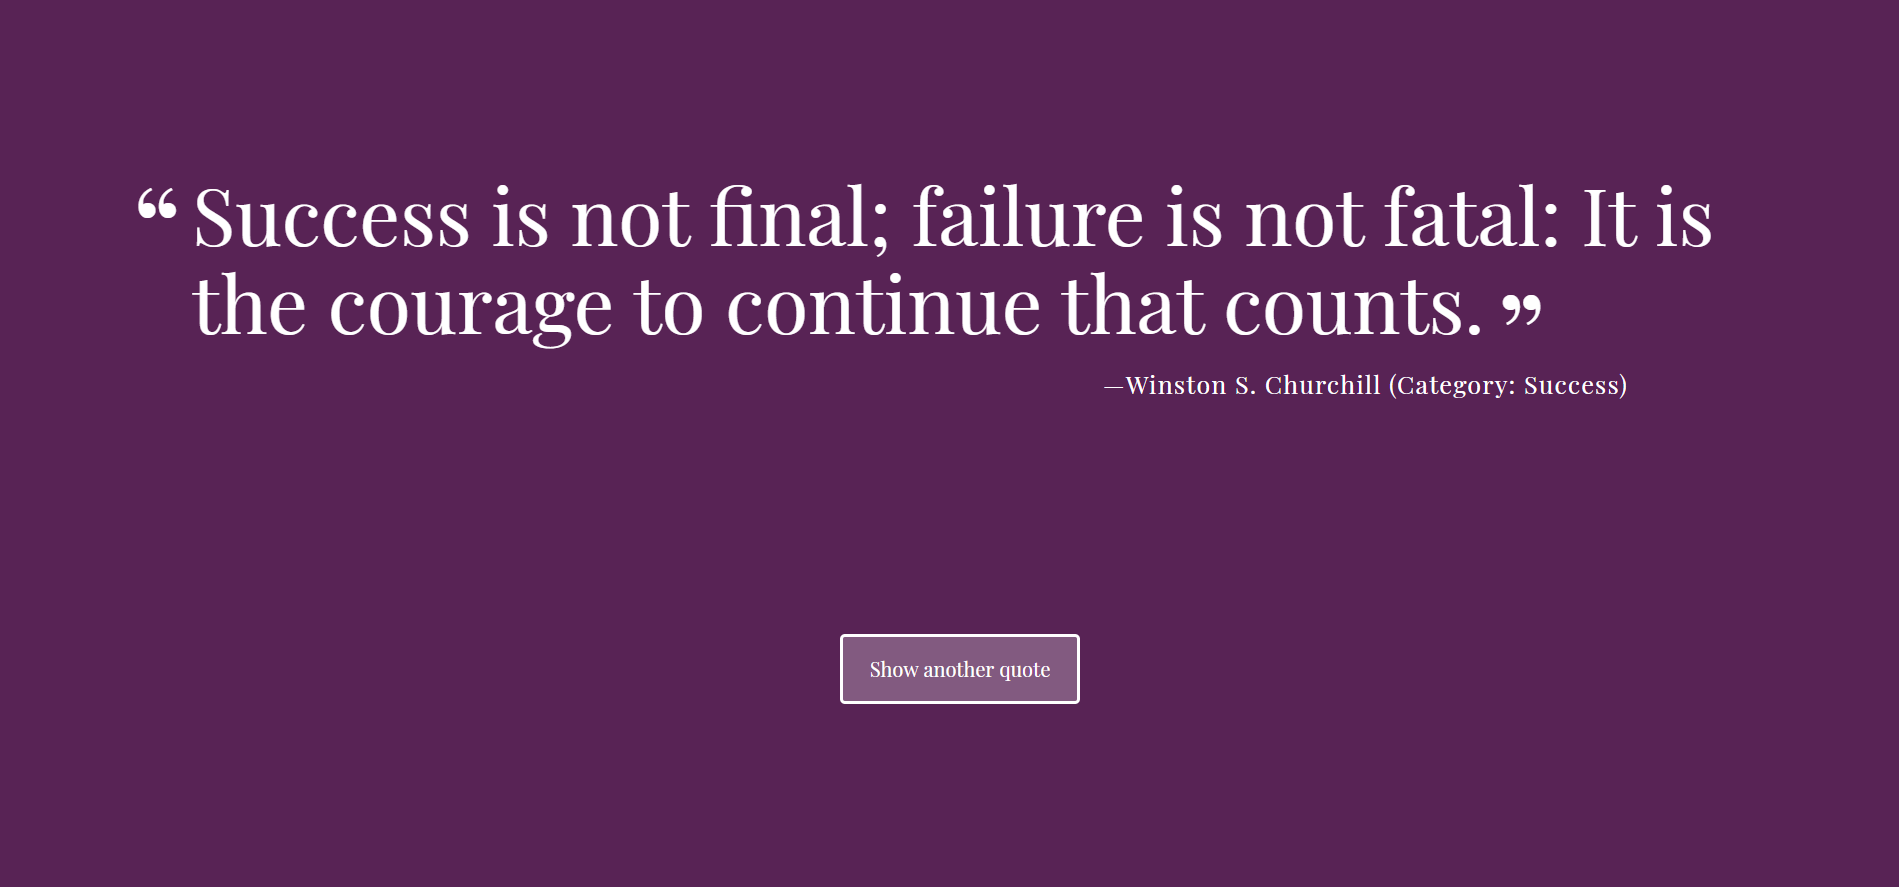 “ Success is not final; failure is not fatal: It is
the courage to continue that counts. ”
—Winston S. Churchill (Category: Success)
Show another quote